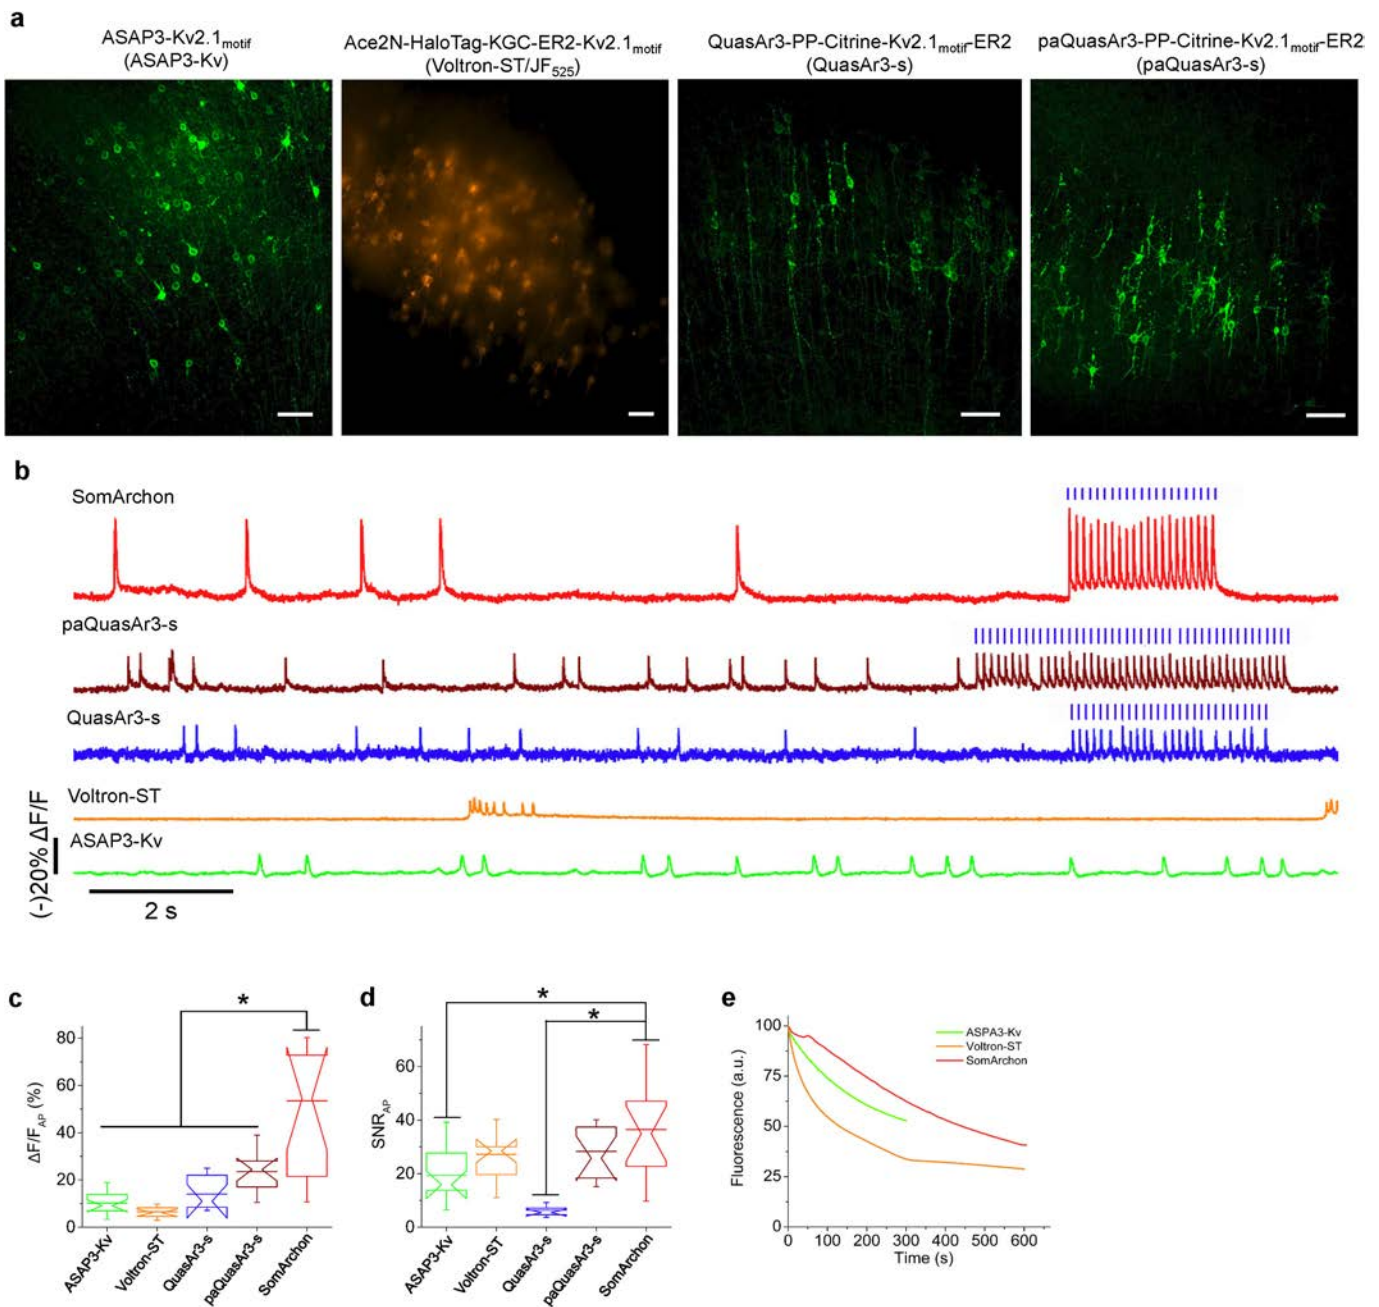 a
ASAP3-Kv2.1motif
(ASAP3-Kv)
Ace2N-HaloTag-KGC-ER2-Kv2.1motif
(Voltron-ST/JF525)
QuasAr3-PP-Citrine-Kv2.1motif-ER2
(QuasAr3-s)
paQuasAr3-PP-Citrine-Kv2.1motif-ER2
(paQuasAr3-s)
b
SomArchon
paQuasAr3-s
QuasAr3-s
Voltron-ST
ASAP3-Kv
(-)20% ΔF/F
2 s
c
*
ΔF/FAP (%)
80
60
40
20
0
ASAP3-Kv
Voltron-ST
QuasAr3-s
paQuasAr3-s
SomArchon
d
*
*
SNRAP
60
40
20
0
ASAP3-Kv
Voltron-ST
QuasAr3-s
paQuasAr3-s
SomArchon
e
Fluorescence (a.u.)
100
75
50
25
0
ASPA3-Kv
Voltron-ST
SomArchon
0 100 200 300 400 500 600
Time (s)